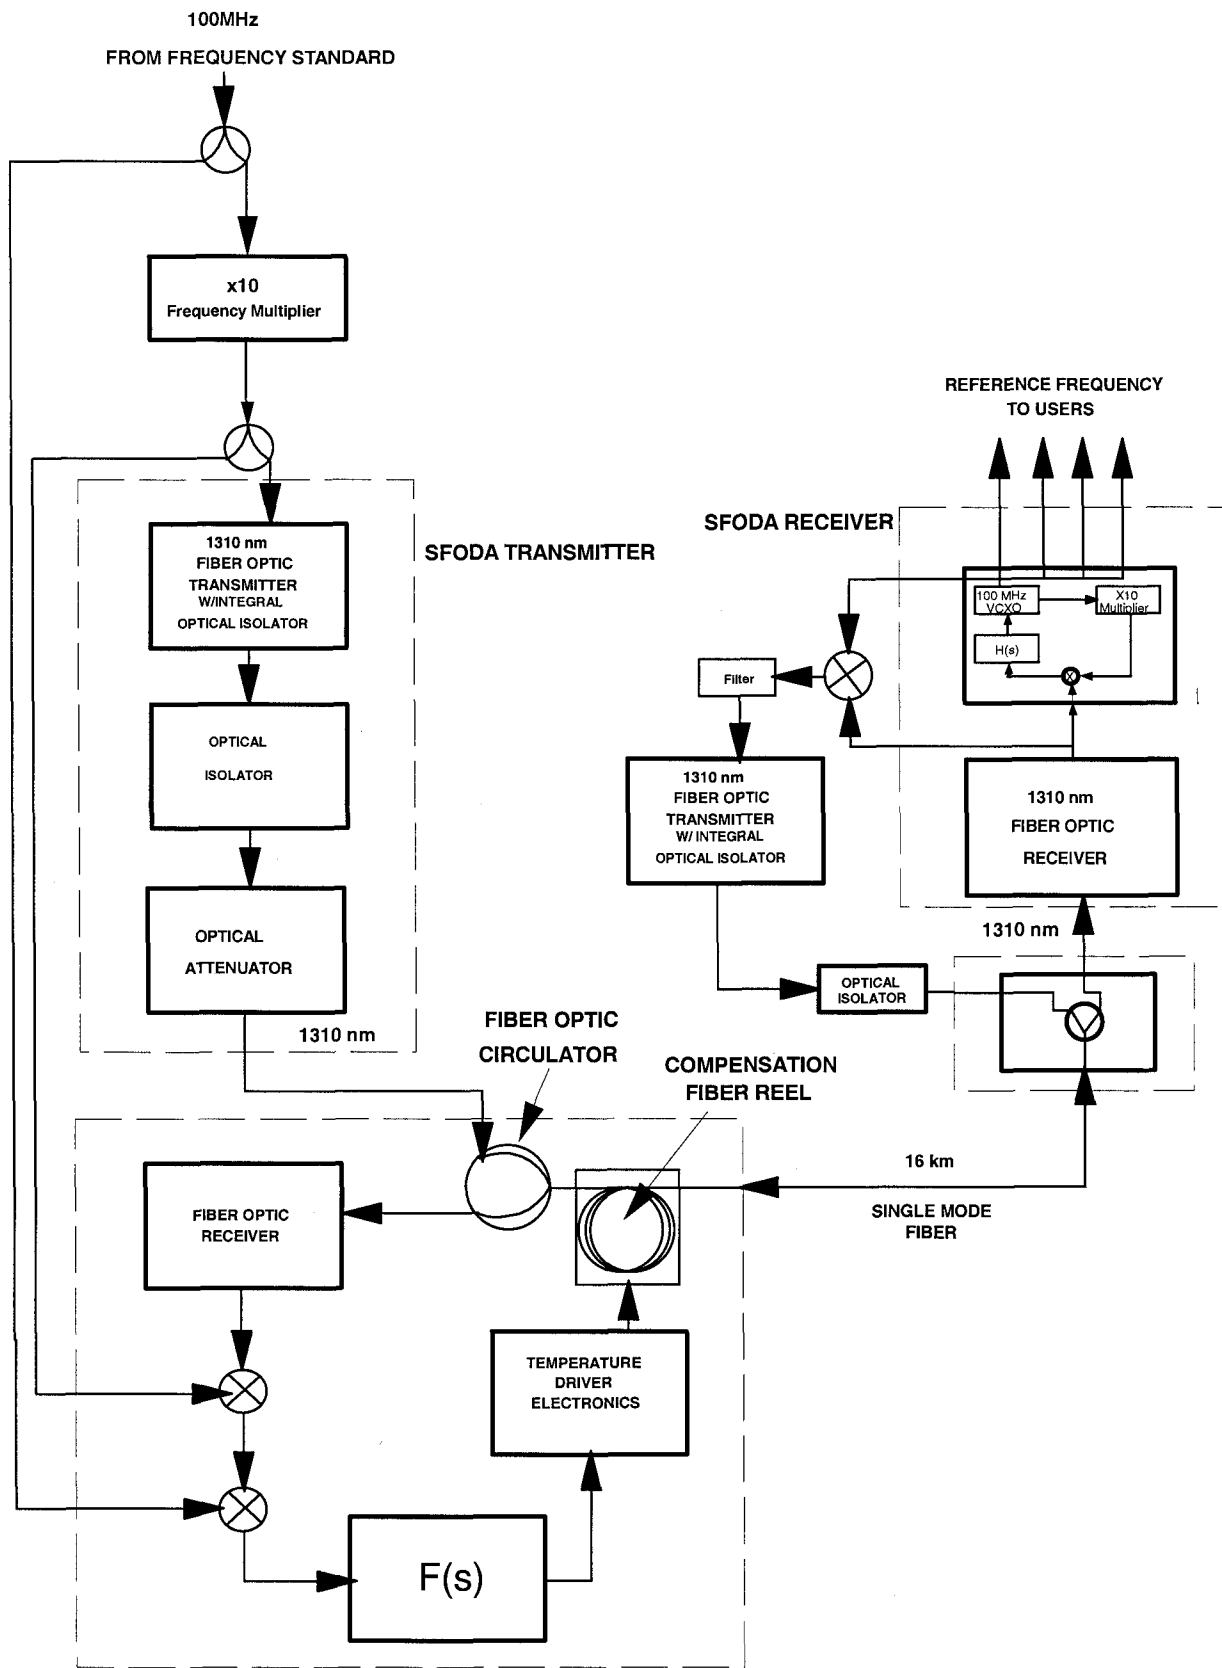 100MHz
FROM FREQUENCY STANDARD
x10
Frequency Multiplier
REFERENCE FREQUENCY
TO USERS
SFODA RECEIVER
SFODA TRANSMITTER
1310 nm
FIBER OPTIC
TRANSMITTER
W/INTEGRAL
OPTICAL ISOLATOR
100 MHz
VCXO
X10
Multiplier
H(s)
X
Filter
OPTICAL
ISOLATOR
1310 nm
FIBER OPTIC
TRANSMITTER
W/ INTEGRAL
OPTICAL ISOLATOR
1310 nm
FIBER OPTIC
RECEIVER
OPTICAL
ATTENUATOR
1310 nm
1310 nm
OPTICAL
ISOLATOR
FIBER OPTIC
CIRCULATOR
COMPENSATION
FIBER REEL
16 km
SINGLE MODE
FIBER
FIBER OPTIC
RECEIVER
TEMPERATURE
DRIVER
ELECTRONICS
F(s)